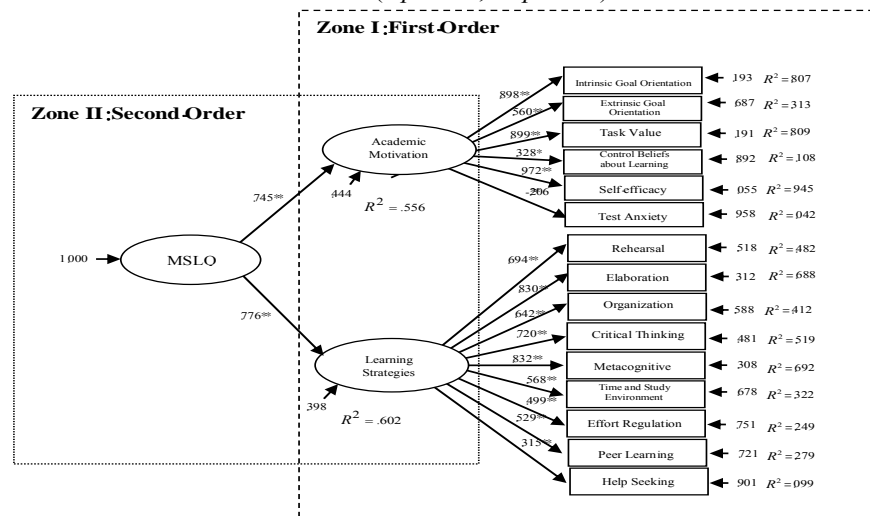 Zone I:First-Order
Zone II:Second-Order
Intrinsic Goal Orientation
.193 R² = .807
.898**
Extrinsic Goal
Orientation
.687 R² = .313
.560**
Task Value
.191 R² = .809
.899**
Control Beliefs
about Learning
.892 R² = .108
.328*
Self-efficacy
.055 R² = .945
.972**
Test Anxiety
.958 R² = .042
-.206
Academic
Motivation
.444
R² = .556
.745**
1.000
MSLQ
.776**
Learning
Strategies
.398
R² = .602
Rehearsal
.518 R² = .482
.694**
Elaboration
.312 R² = .688
.830**
Organization
.588 R² = .412
.642**
Critical Thinking
.481 R² = .519
.720**
Metacognitive
.308 R² = .692
.832**
Time and Study
Environment
.678 R² = .322
.568**
Effort Regulation
.751 R² = .249
.499**
Peer Learning
.721 R² = .279
.529**
Help Seeking
.901 R² = .099
.315**